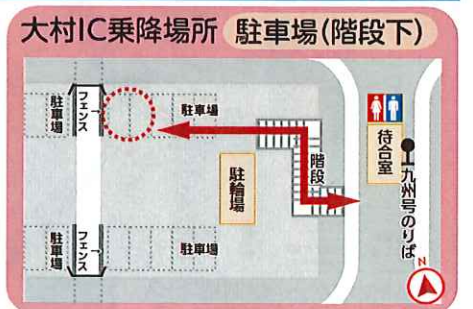 大村IC乗降場所 駐車場(階段下)
駐車場
フェンス
駐車場
階段
待合室
九州号のりば
駐輪場
駐車場
フェンス
駐車場
N